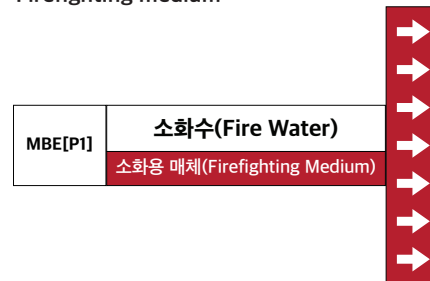 Firefighting medium
MBE[P1]
소화수(Fire Water)
소화용 매체(Firefighting Medium)